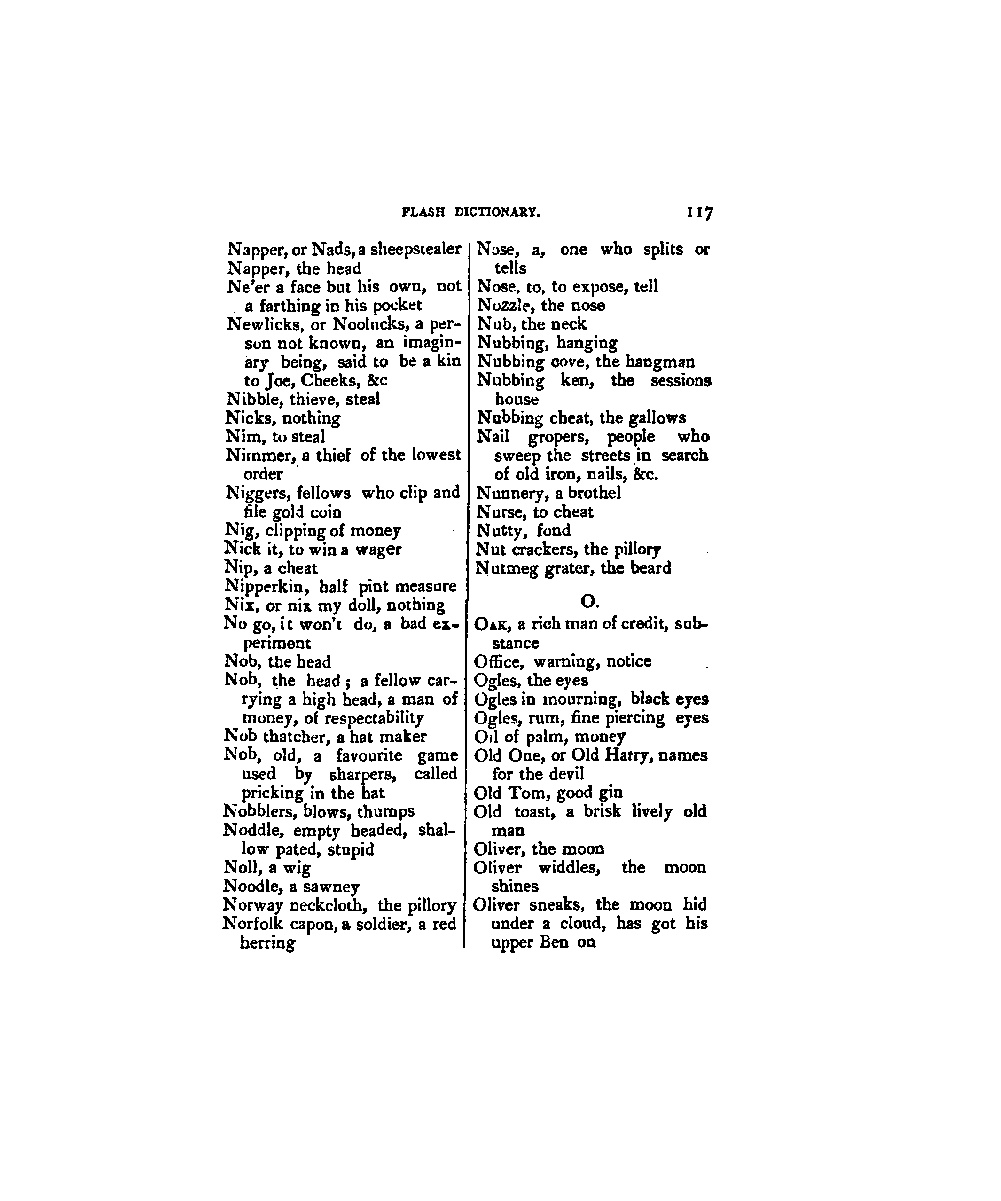 FLASH DICTIONARY. 117
Napper, or Nads, a sheepstealer
Napper, the head
Ne'er a face but his own, not
a farthing in his pocket
Newlicks, or Noolucks, a per-
son not known, an imagin-
ary being, said to be a kin
to Joe, Cheeks, &c
Nibble, thieve, steal
Nicks, nothing
Nim, to steal
Nimmer, a thief of the lowest
order
Niggers, fellows who clip and
file gold coin
Nig, clipping of money
Nick it, to win a wager
Nip, a cheat
Nipperkin, half pint measure
Nix, or nix my doll, nothing
No go, it won't do, a bad ex-
periment
Nob, the head
Nob, the head; a fellow car-
rying a high head, a man of
money, of respectability
Nob thatcher, a hat maker
Nob, old, a favourite game
used by sharpers, called
pricking in the hat
Nobblers, blows, thumps
Noddle, empty headed, shal-
low pated, stupid
Noll, a wig
Noodle, a sawney
Norway neckcloth, the pillory
Norfolk capon, a soldier, a red
herring
Nose, a, one who splits or
tells
Nose, to, to expose, tell
Nozzle, the nose
Nub, the neck
Nubbing, hanging
Nubbing cove, the hangman
Nubbing ken, the sessions
house
Nubbing cheat, the gallows
Nail gropers, people who
sweep the streets in search
of old iron, nails, &c.
Nunnery, a brothel
Nurse, to cheat
Nutty, fond
Nut crackers, the pillory
Nutmeg grater, the beard
O.
OAK, a rich man of credit, sub-
stance
Office, warning, notice
Ogles, the eyes
Ogles in mourning, black eyes
Ogles, rum, fine piercing eyes
Oil of palm, money
Old One, or Old Harry, names
for the devil
Old Tom, good gin
Old toast, a brisk lively old
man
Oliver, the moon
Oliver widdles, the moon
shines
Oliver sneaks, the moon hid
under a cloud, has got his
upper Ben on